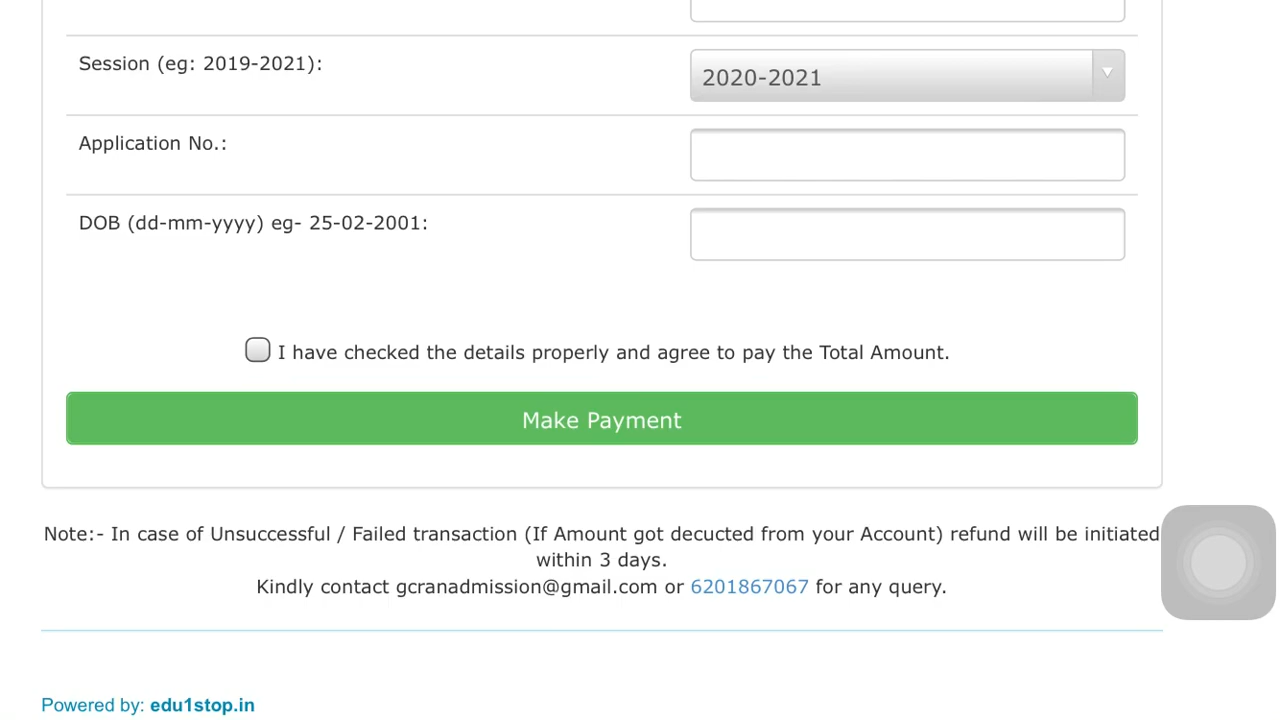 Session (eg: 2019-2021):
2020-2021
Application No.:
DOB (dd-mm-yyyy) eg- 25-02-2001:
I have checked the details properly and agree to pay the Total Amount.
Make Payment
Note:- In case of Unsuccessful / Failed transaction (If Amount got decucted from your Account) refund will be initiated
within 3 days.
Kindly contact gcranadmission@gmail.com or 6201867067 for any query.
Powered by: edu1stop.in